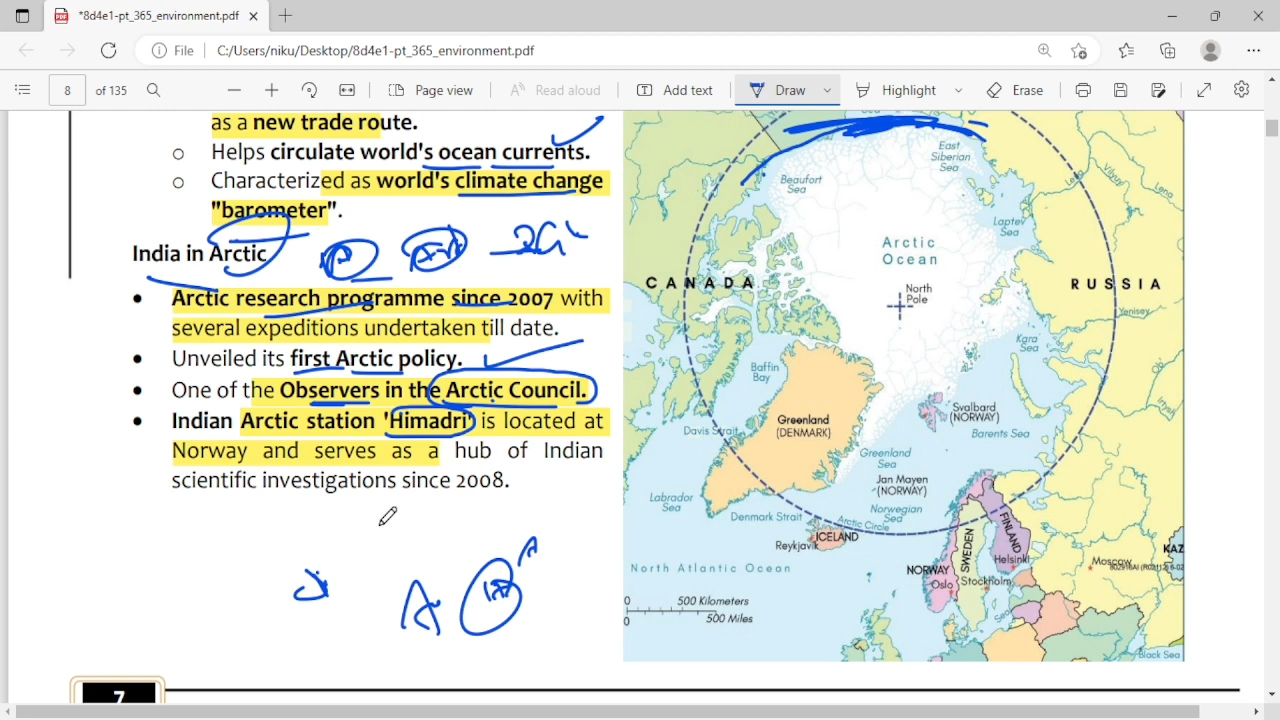 *8d4e1-pt_365_environment.pdf
File C:/Users/niku/Desktop/8d4e1-pt_365_environment.pdf
8 of 135 Page view Read aloud Add text Draw Highlight Erase
as a new trade route.
o Helps circulate world's ocean currents.
o Characterized as world's climate change
"barometer".
India in Arctic
• Arctic research programme since 2007 with
several expeditions undertaken till date.
• Unveiled its first Arctic policy.
• One of the Observers in the Arctic Council.
• Indian Arctic station 'Himadri' is located at
Norway and serves as a hub of Indian
scientific investigations since 2008.
7
East
Siberian
Sea
Beaufort
Sea
Laptev
Sea
Lena
Lena
Arctic
Ocean
CANADA
RUSSIA
North
Pole
Yenisey
Kara
Sea
Baffin
Bay
Greenland
(DENMARK)
Svalbard
(NORWAY)
Barents Sea
Davis Strait
Irtysh
Greenland
Sea
Jan Mayen
(NORWAY)
Labrador
Sea
Norwegian
Sea
Denmark Strait
Arctic Circle
ICELAND
Reykjavik
FINLAND
SWEDEN
KAZ
North Atlantic Ocean
Helsinki
Moscow
NORWAY
Oslo
Stockholm
0 500 Kilometers
0 500 Miles
Black Sea